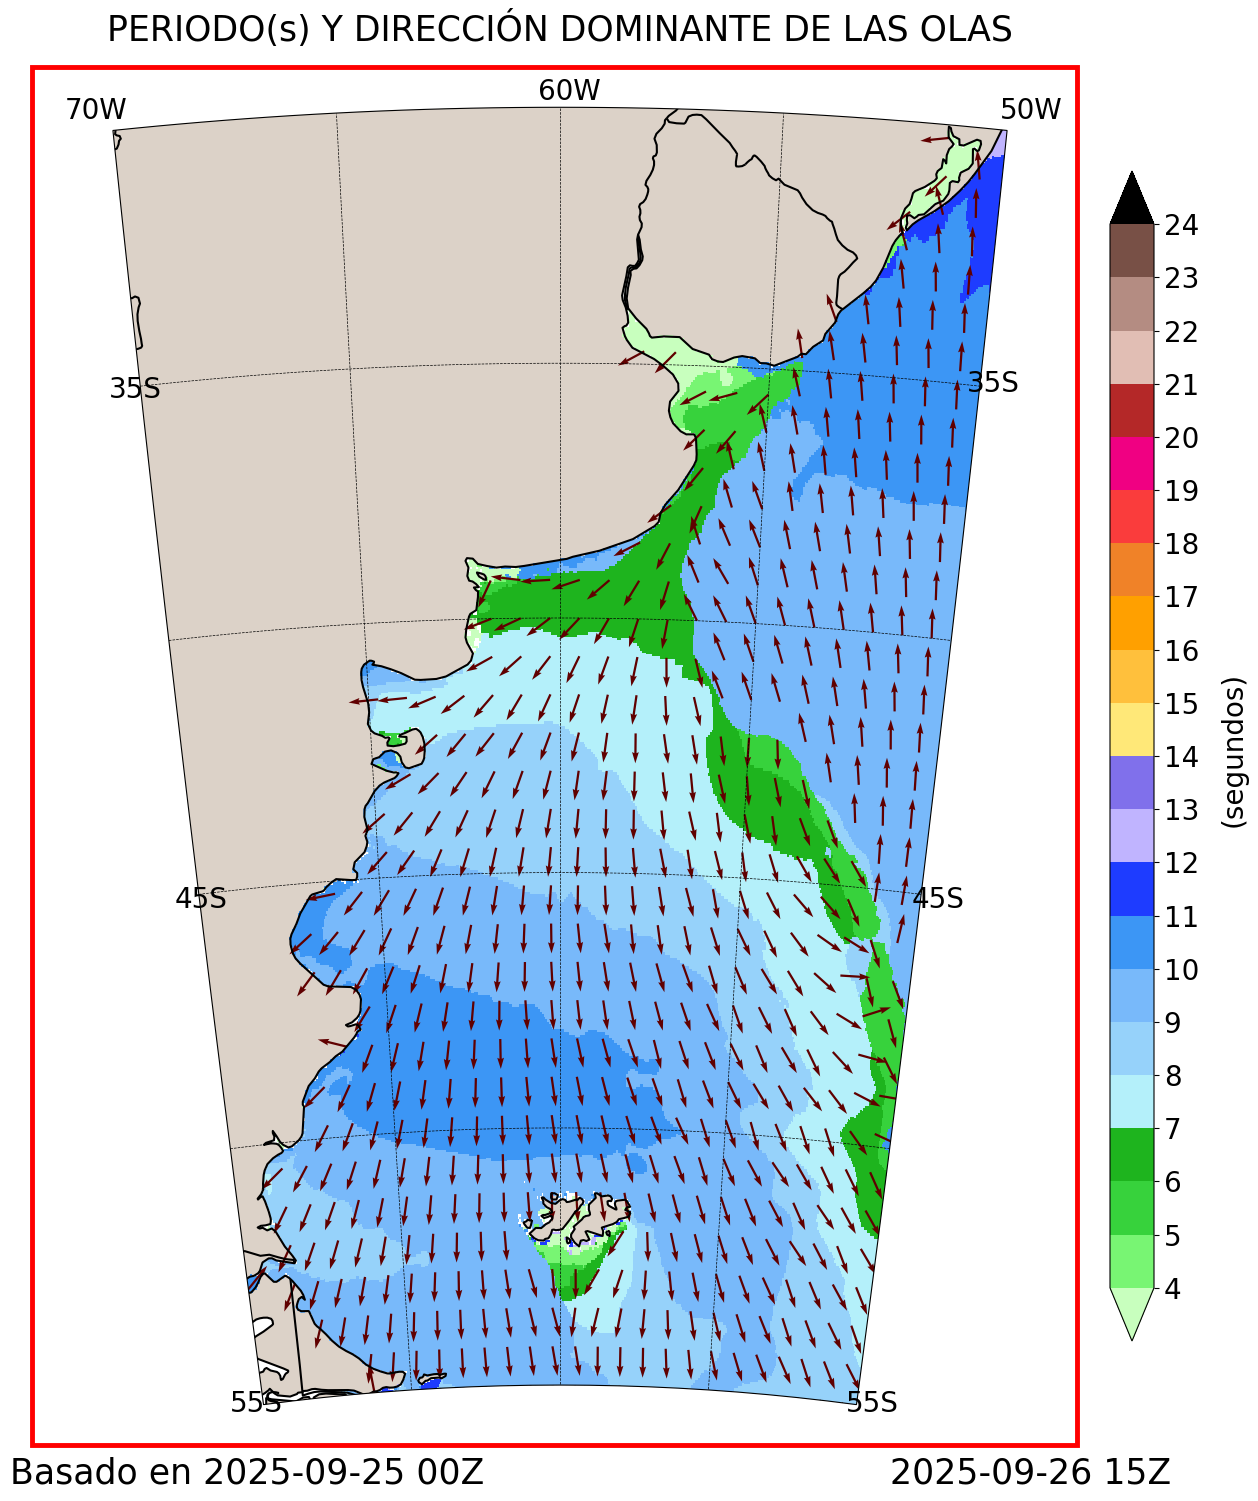 PERIODO(s) Y DIRECCIÓN DOMINANTE DE LAS OLAS
70W
60W
50W
35S
35S
45S
45S
55S
55S
24
23
22
21
20
19
18
17
16
15
14
13
12
11
10
9
8
7
6
5
4
(segundos)
Basado en 2025-09-25 00Z
2025-09-26 15Z